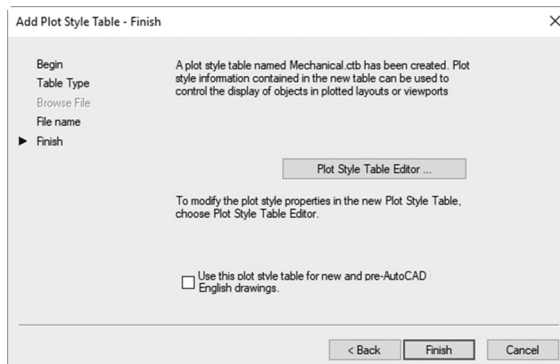 Add Plot Style Table - Finish
Begin
Table Type
Browse File
File name
Finish
A plot style table named Mechanical.ctb has been created. Plot
style information contained in the new table can be used to
control the display of objects in plotted layouts or viewports
Plot Style Table Editor ...
To modify the plot style properties in the new Plot Style Table,
choose Plot Style Table Editor.
Use this plot style table for new and pre-AutoCAD
English drawings.
< Back
Finish
Cancel